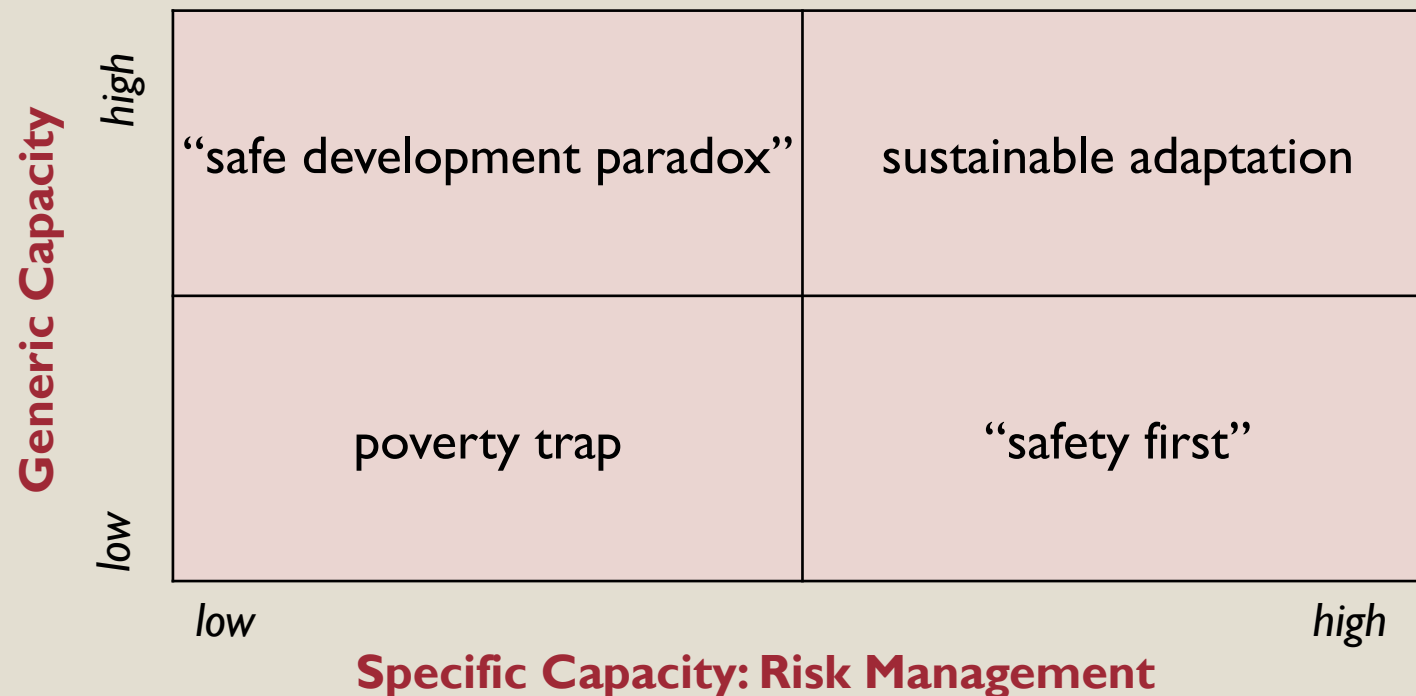 Generic Capacity
high
“safe development paradox”
sustainable adaptation
poverty trap
“safety first”
low
low
high
Specific Capacity: Risk Management